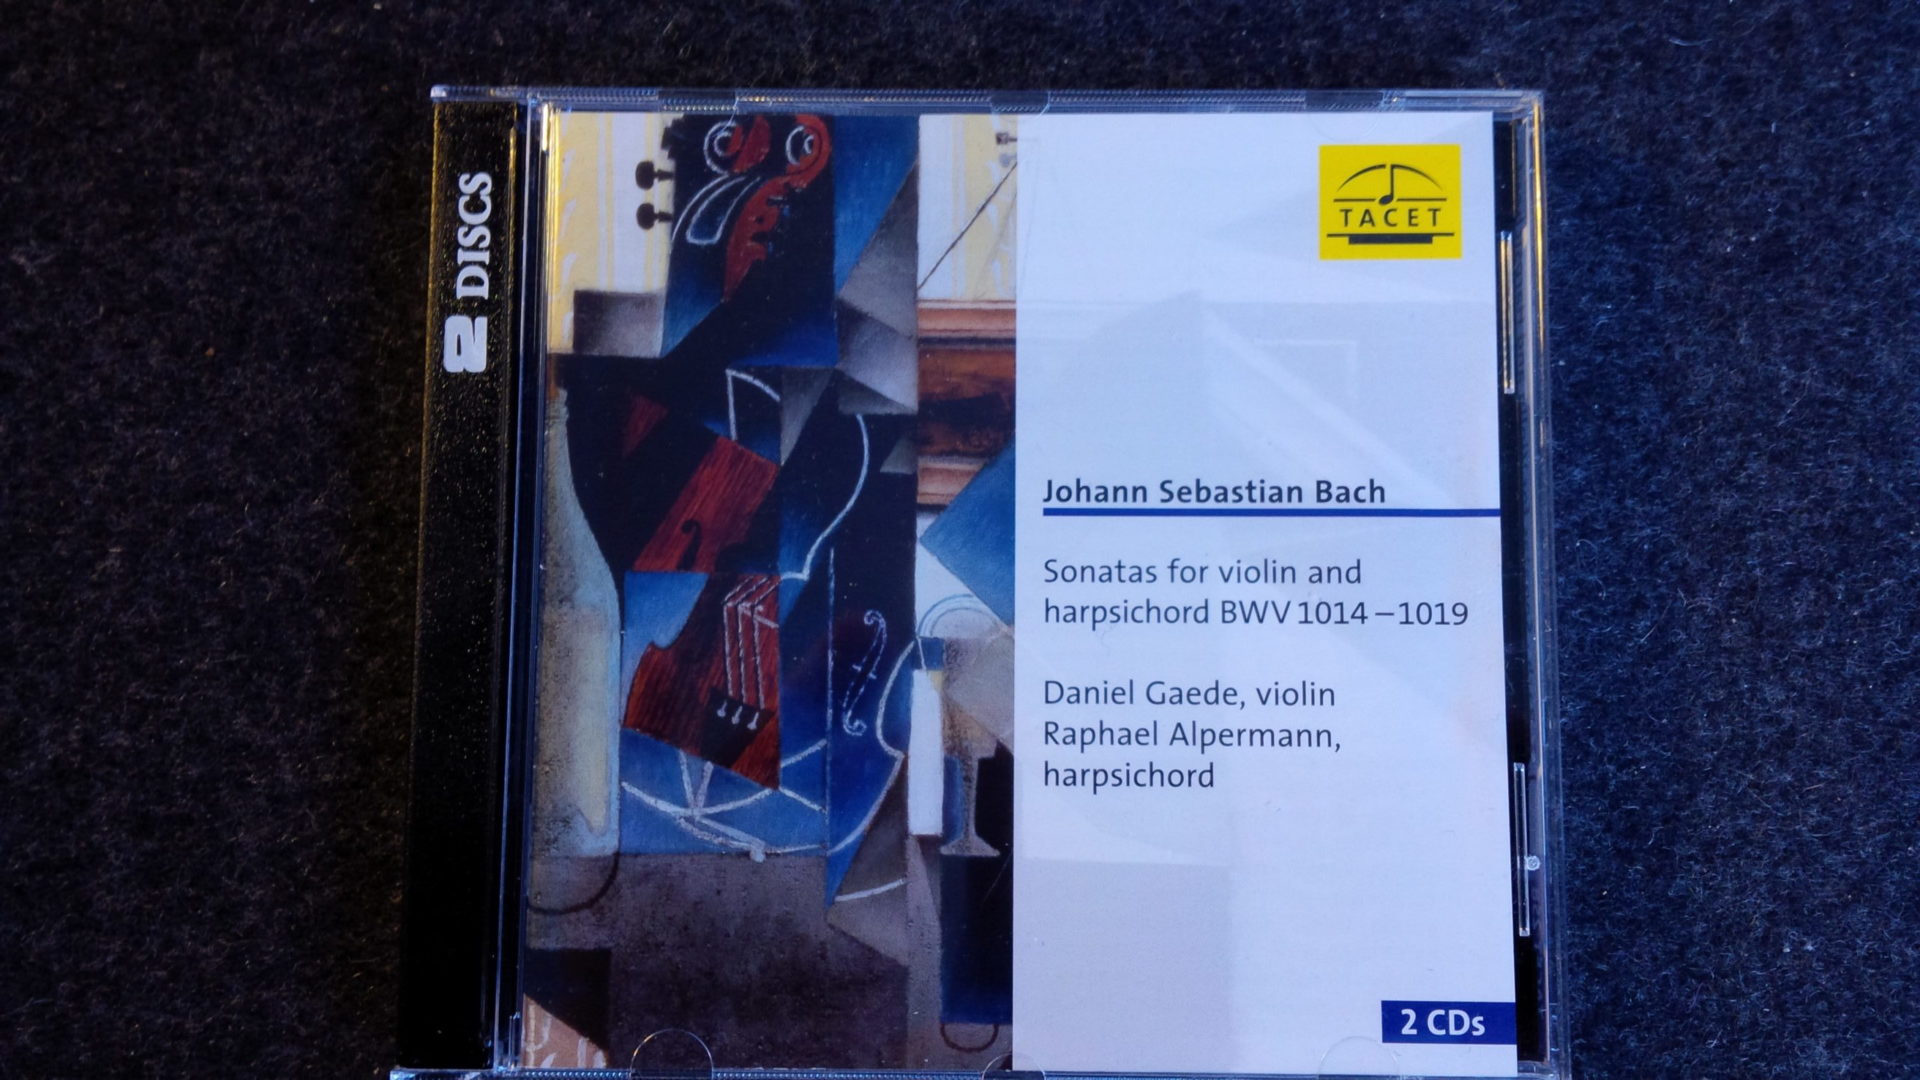 2 DISCS
TACET
Johann Sebastian Bach
Sonatas for violin and
harpsichord BWV 1014 – 1019
Daniel Gaede, violin
Raphael Alpermann,
harpsichord
2 CDs